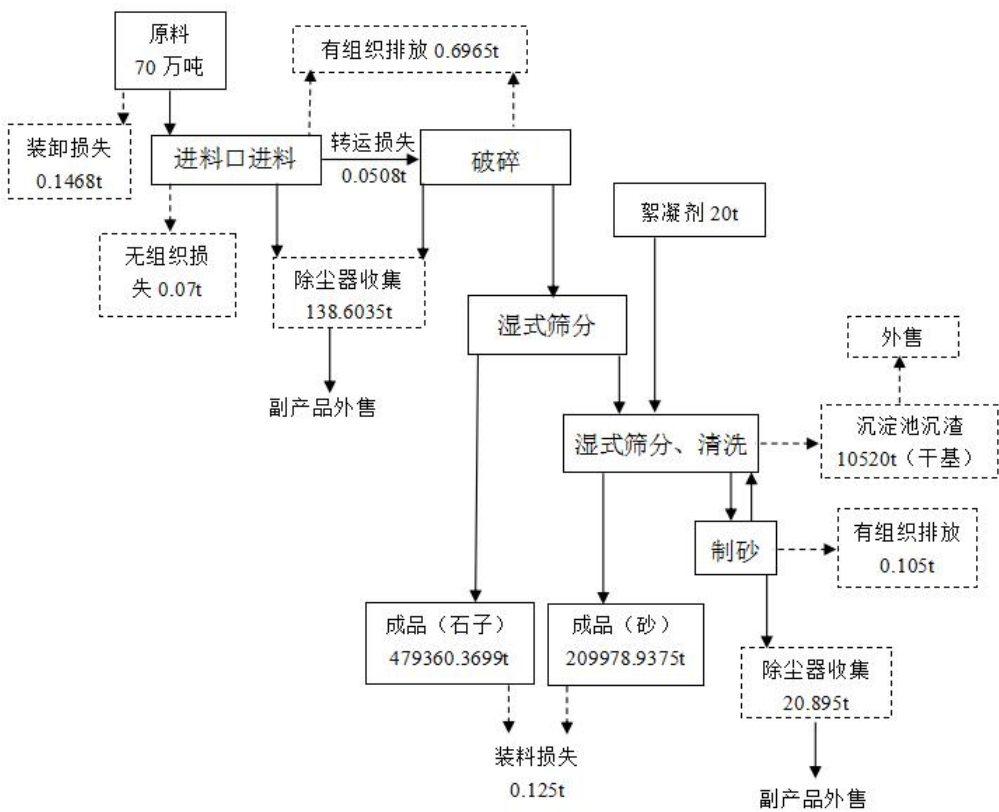 原料
70 万吨
有组织排放 0.6965t
装卸损失
0.1468t
进料口进料
转运损失
0.0508t
破碎
絮凝剂 20t
无组织损
失 0.07t
除尘器收集
138.6035t
湿式筛分
外售
副产品外售
湿式筛分、清洗
沉淀池沉渣
10520t（干基）
制砂
有组织排放
0.105t
成品（石子）
479360.3699t
成品（砂）
209978.9375t
除尘器收集
20.895t
装料损失
0.125t
副产品外售